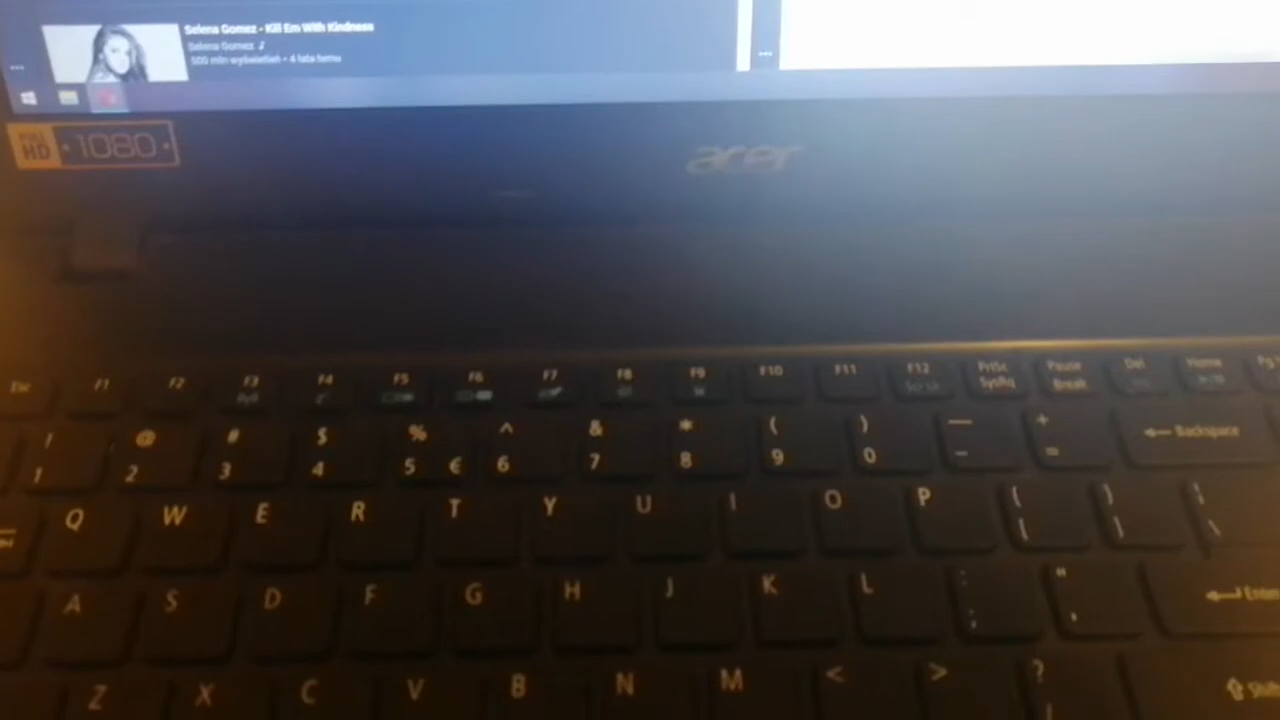 Selena Gomez - Kill Em With Kindness
Selena Gomez
500 mln wyświetleń • 4 lata temu
FULL HD 1080
acer
Esc F1 F2 F3 F4 F5 F6 F7 F8 F9 F10 F11 F12 PrtSc SysRq Pause Break Del Home Pg
! @ # $ % ^ & * ( ) — +
1 2 3 4 5 € 6 7 8 9 0 - = ← Backspace
Q W E R T Y U I O P { } |
[ ] \
A S D F G H J K L : "
; ' ↵ Enter
Z X C V B N M < > ?
/ ⇧ Shift